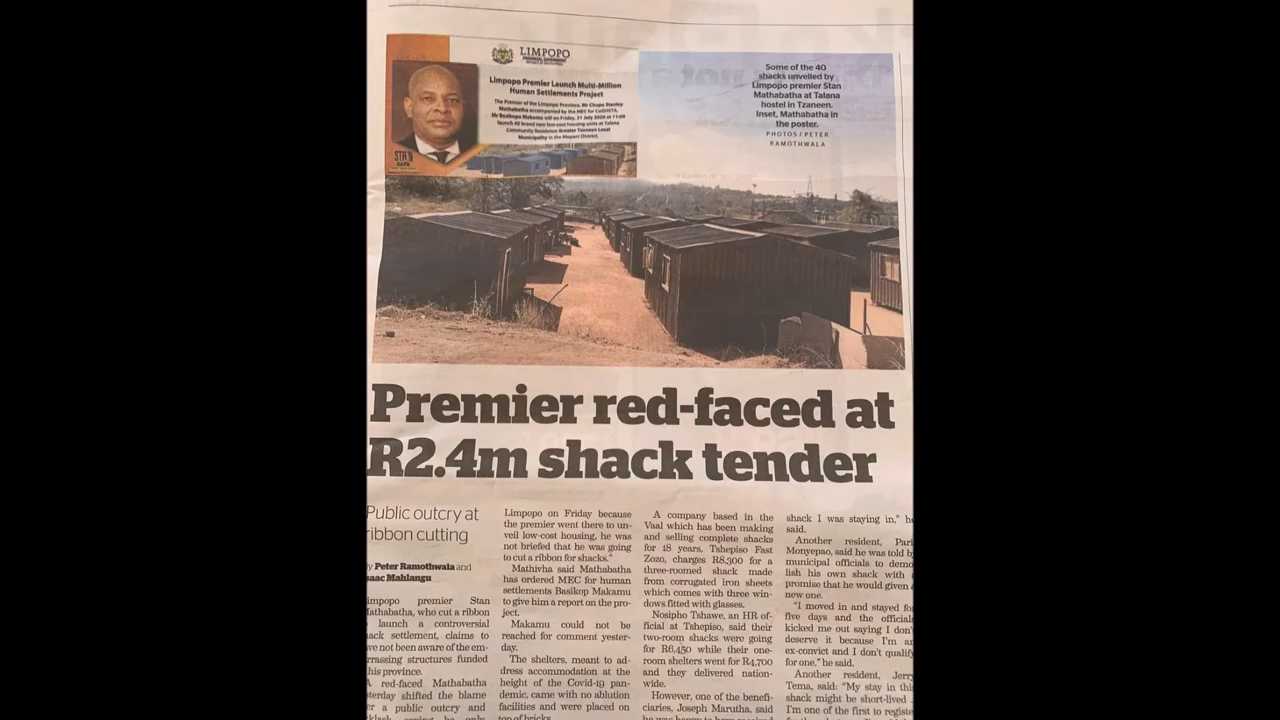 LIMPOPO
PROVINCIAL GOVERNMENT
REPUBLIC OF SOUTH AFRICA
Limpopo Premier Launch Multi-Million
Human Settlements Project
The Premier of the Limpopo Province, Mr Chupu Stanley
Mathabatha accompanied by the MEC for CoGHSTA,
Mr Basikopo Makamu will on Friday, 31 July 2020 at 11:00
launch 40 brand new low-cost housing units at Talana
Community Residence Greater Tzaneen Local
Municipality in the Mopani District.
Some of the 40
shacks unveiled by
Limpopo premier Stan
Mathabatha at Talana
hostel in Tzaneen.
Inset, Mathabatha in
the poster.
PHOTOS / PETER
RAMOTHWALA
Premier red-faced at
R2.4m shack tender
Public outcry at
ribbon cutting
y Peter Ramothwala and
saac Mahlangu
impopo premier Stan
Mathabatha, who cut a ribbon
launch a controversial
ack settlement, claims to
ve not been aware of the em-
rrassing structures funded
his province.
A red-faced Mathabatha
sterday shifted the blame
er a public outcry and
Limpopo on Friday because
the premier went there to un-
veil low-cost housing, he was
not briefed that he was going
to cut a ribbon for shacks."
Mathivha said Mathabatha
has ordered MEC for human
settlements Basikop Makamu
to give him a report on the pro-
ject.
Makamu could not be
reached for comment yester-
day.
The shelters, meant to ad-
dress accommodation at the
height of the Covid-19 pan-
demic, came with no ablution
facilities and were placed on
top of bricks.
A company based in the
Vaal which has been making
and selling complete shacks
for 18 years, Tshepiso Fast
Zozo, charges R8,300 for a
three-roomed shack made
from corrugated iron sheets
which comes with three win-
dows fitted with glasses.
Nosipho Tshawe, an HR of-
ficial at Tshepiso, said their
two-room shacks were going
for R6,450 while their one-
room shelters went for R4,700
and they delivered nation-
wide.
However, one of the benefi-
ciaries, Joseph Marutha, said
shack I was staying in," he
said.
Another resident, Pari
Monyepao, said he was told by
municipal officials to demo
lish his own shack with a
promise that he would given a
new one.
"I moved in and stayed for
five days and the official
kicked me out saying I don't
deserve it because I'm an
ex-convict and I don't qualify
for one," he said.
Another resident, Jerry
Tema, said: "My stay in this
shack might be short-lived
I'm one of the first to registe